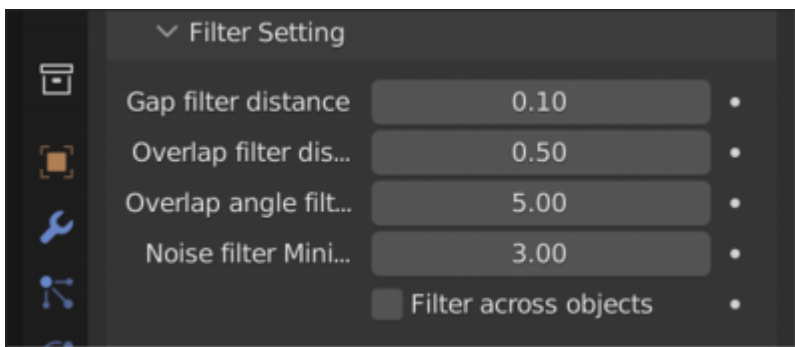 Filter Setting
Gap filter distance 0.10
Overlap filter dis... 0.50
Overlap angle filt... 5.00
Noise filter Mini... 3.00
Filter across objects